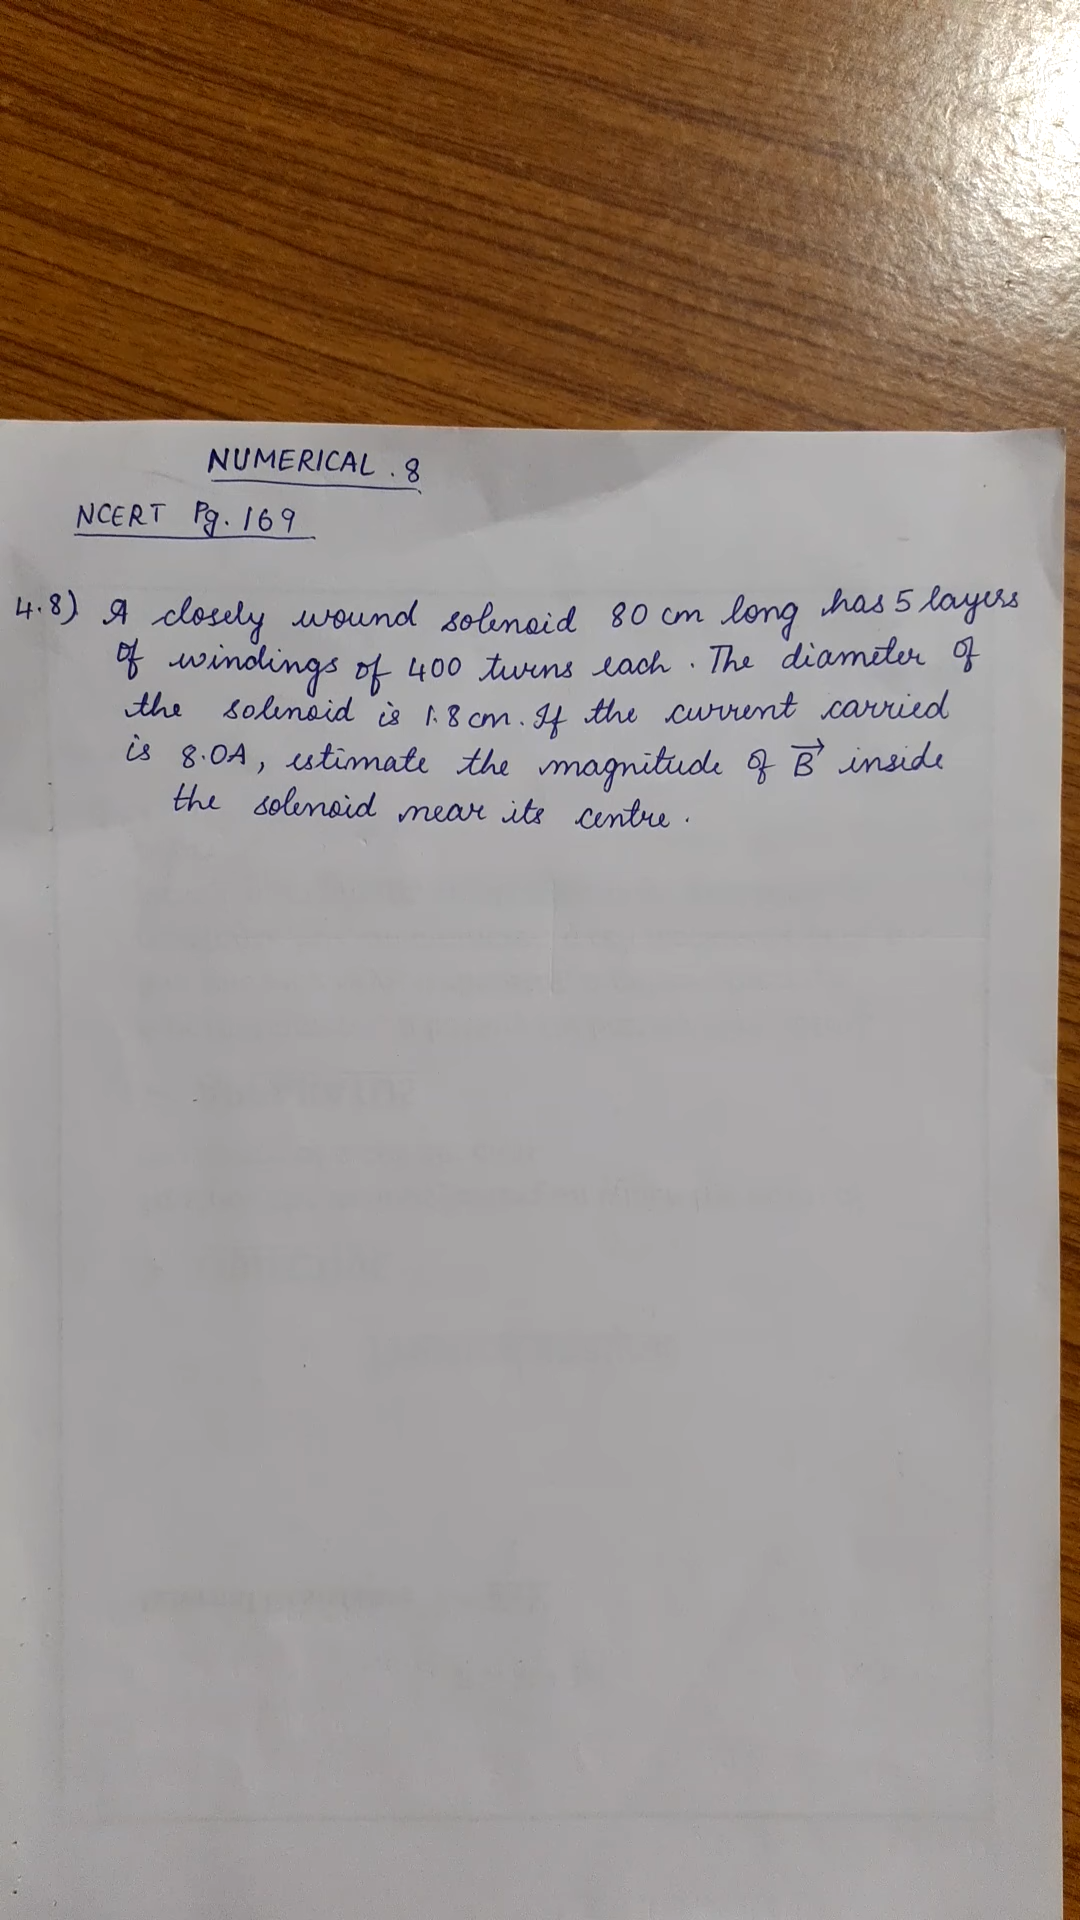 NUMERICAL . 8
NCERT Pg. 169
4.8) A closely wound solenoid 80 cm long has 5 layers
of windings of 400 turns each . The diameter of
the solenoid is 1.8 cm. If the current carried
is 8.0A, estimate the magnitude of B⃗ inside
the solenoid near its centre .